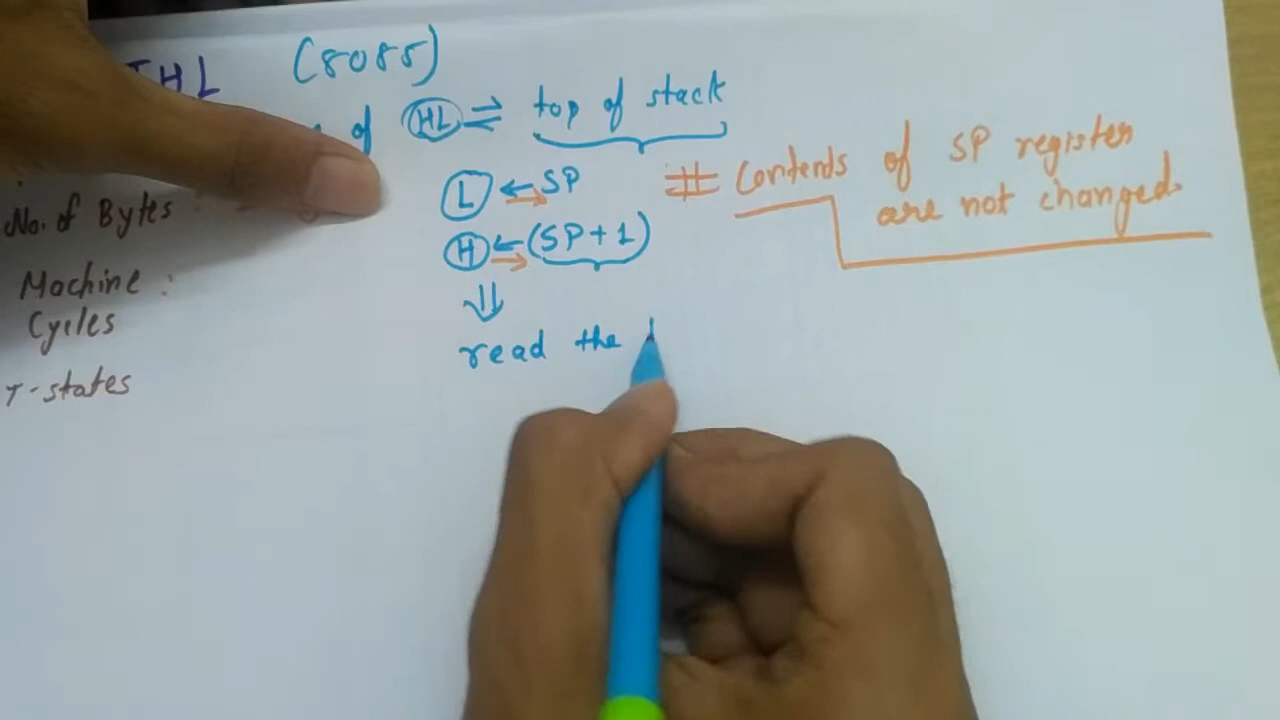 THL (8085)
of HL ⇌ top of stack
L ← → SP
H ← → (SP+1)
⇓
read the
# Contends of SP register
are not changed
No. of Bytes :
Machine :
Cycles
T-states